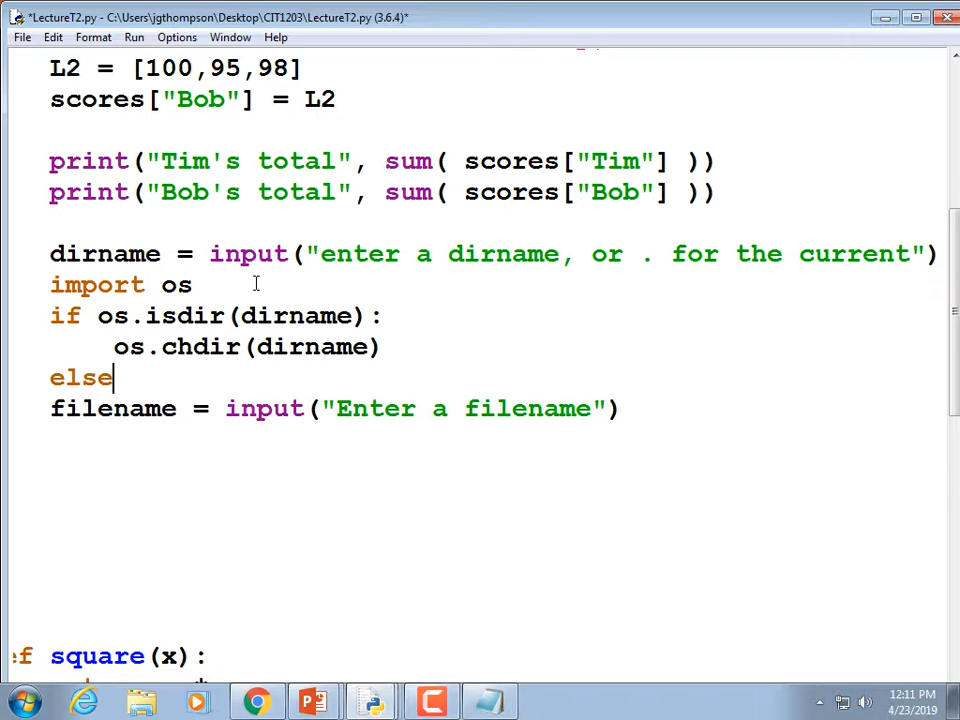 *LectureT2.py - C:\Users\jgthompson\Desktop\CIT1203\LectureT2.py (3.6.4)*
File Edit Format Run Options Window Help
L2 = [100,95,98]
scores["Bob"] = L2
print("Tim's total", sum( scores["Tim"] ))
print("Bob's total", sum( scores["Bob"] ))
dirname = input("enter a dirname, or . for the current")
import os
if os.isdir(dirname):
    os.chdir(dirname)
else
filename = input("Enter a filename")
ef square(x):
12:11 PM
4/23/2019